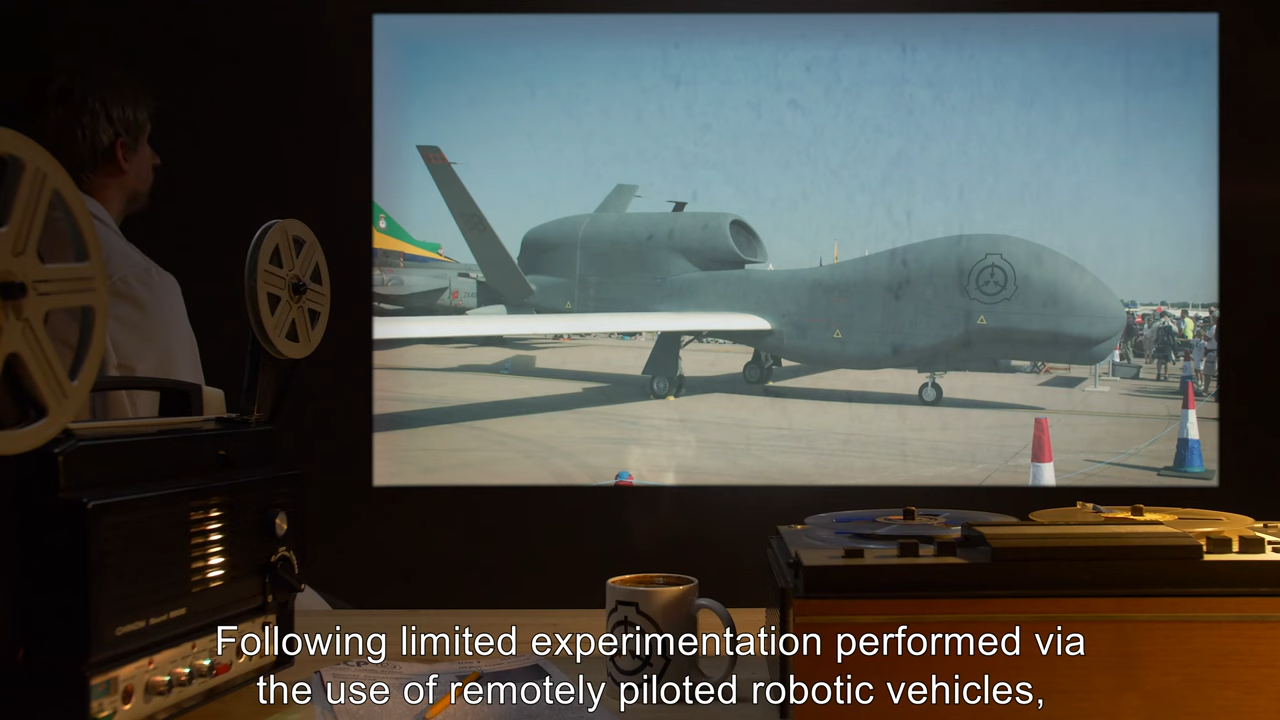 Following limited experimentation performed via
the use of remotely piloted robotic vehicles,